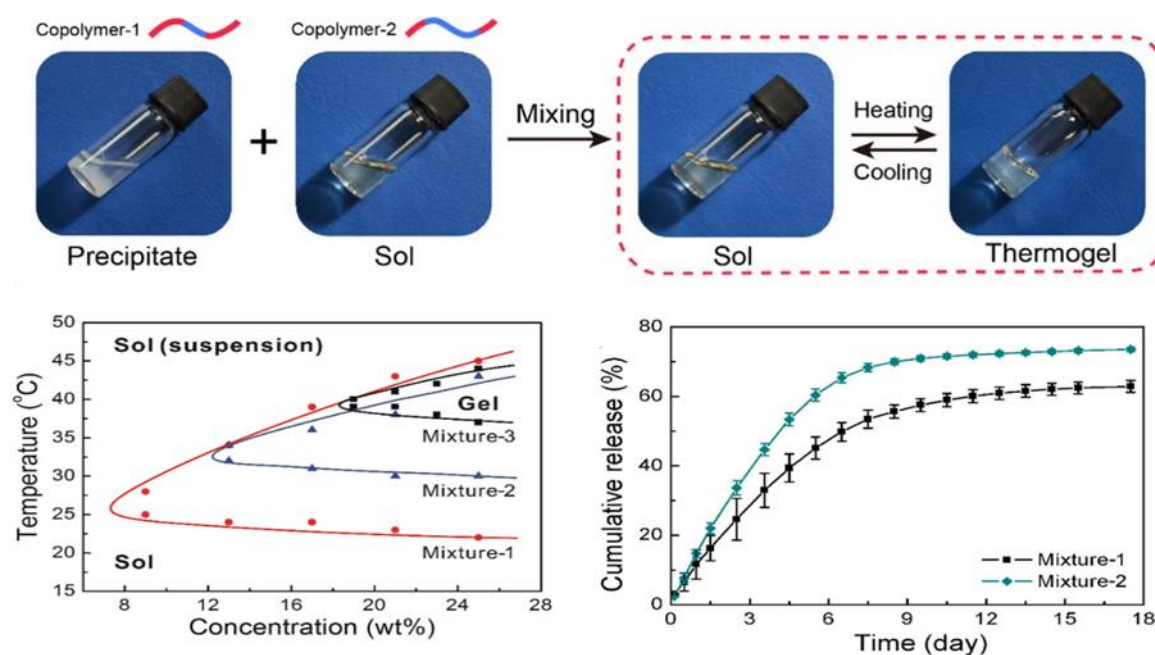 Copolymer-1
Copolymer-2
+
Mixing
Heating
Cooling
Precipitate
Sol
Sol
Thermogel
50
45
40
35
30
25
20
15
Temperature (⁰C)
Sol (suspension)
Gel
Mixture-3
Mixture-2
Mixture-1
Sol
8
12
16
20
24
28
Concentration (wt%)
80
60
40
20
0
Cumulative release (%)
Mixture-1
Mixture-2
0
3
6
9
12
15
18
Time (day)